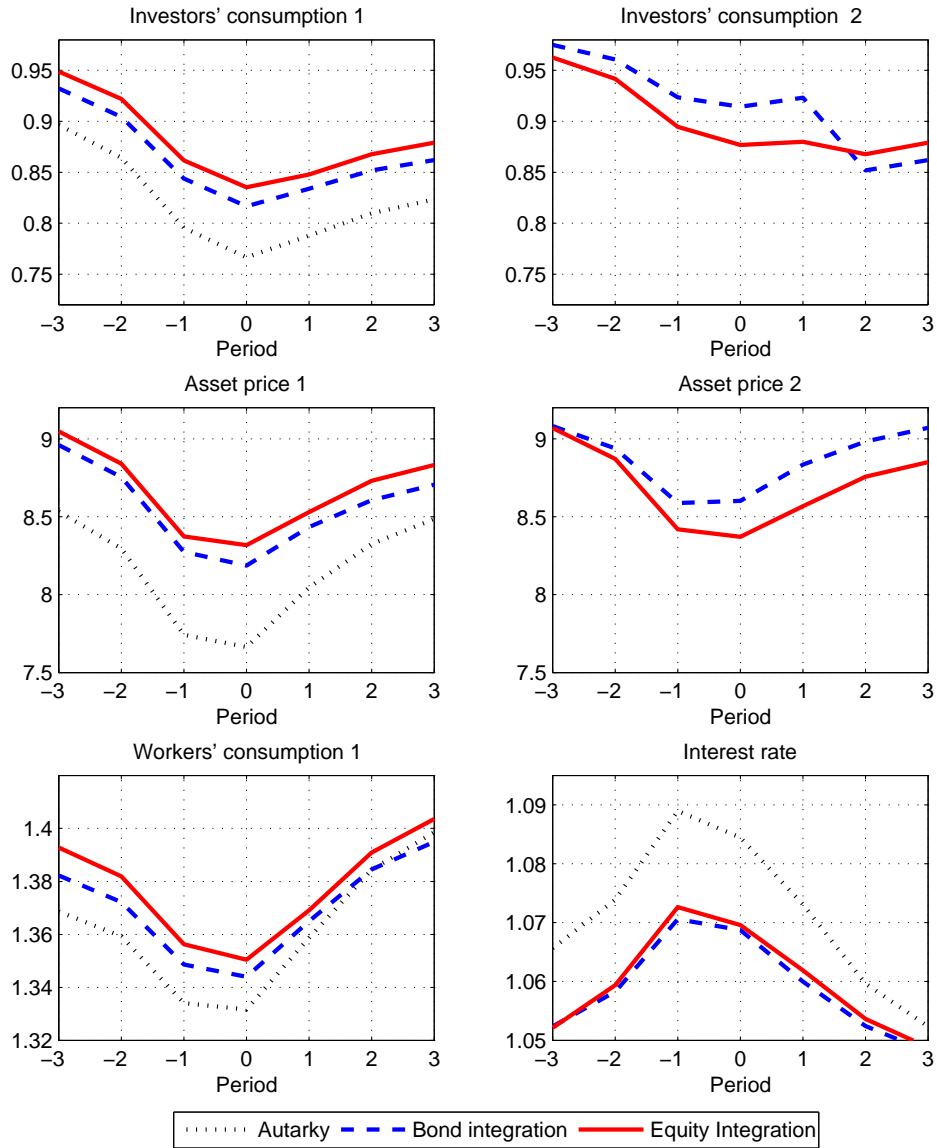 Investors’ consumption 1
0.95
0.9
0.85
0.8
0.75
−3 −2 −1 0 1 2 3
Period
Investors’ consumption 2
0.95
0.9
0.85
0.8
0.75
−3 −2 −1 0 1 2 3
Period
Asset price 1
9
8.5
8
7.5
−3 −2 −1 0 1 2 3
Period
Asset price 2
9
8.5
8
7.5
−3 −2 −1 0 1 2 3
Period
Workers’ consumption 1
1.4
1.38
1.36
1.34
1.32
−3 −2 −1 0 1 2 3
Period
Interest rate
1.09
1.08
1.07
1.06
1.05
−3 −2 −1 0 1 2 3
Period
Autarky Bond integration Equity Integration